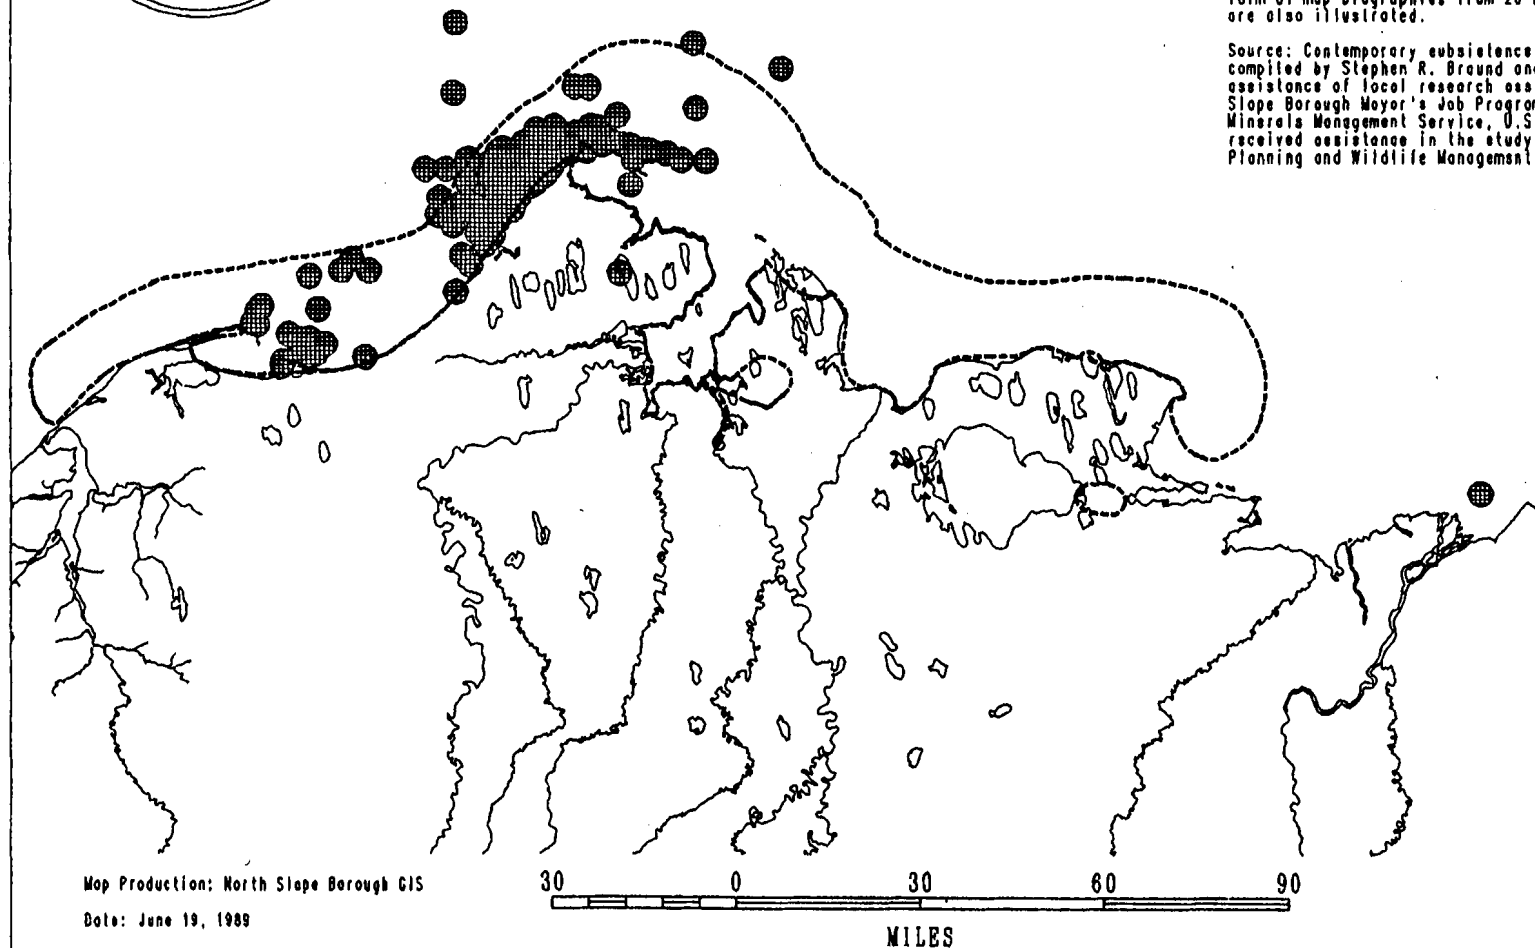 are also illustrated.
Source: Contemporary subsistence
compiled by Stephen R. Braund and
assistance of local research
Slope Borough Mayor's Job
Minerals Management Service, U.S
received assistance in the study
Planning and Wildlife Management
Map Production: North Slope Borough GIS
Date: June 19, 1989
30 0 30 60 90
MILES